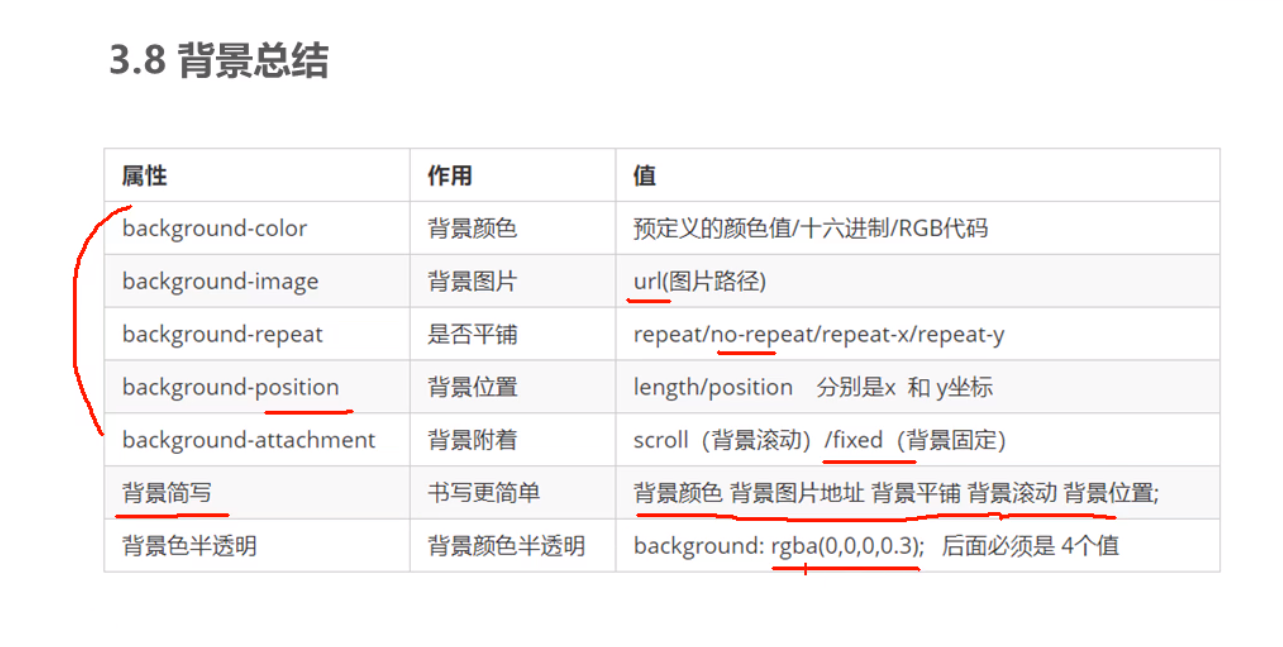 3.8 背景总结
属性 作用 值
background-color 背景颜色 预定义的颜色值/十六进制/RGB代码
background-image 背景图片 url(图片路径)
background-repeat 是否平铺 repeat/no-repeat/repeat-x/repeat-y
background-position 背景位置 length/position 分别是x 和 y坐标
background-attachment 背景附着 scroll（背景滚动）/fixed（背景固定）
背景简写 书写更简单 背景颜色 背景图片地址 背景平铺 背景滚动 背景位置;
背景色半透明 背景颜色半透明 background: rgba(0,0,0,0.3); 后面必须是 4个值